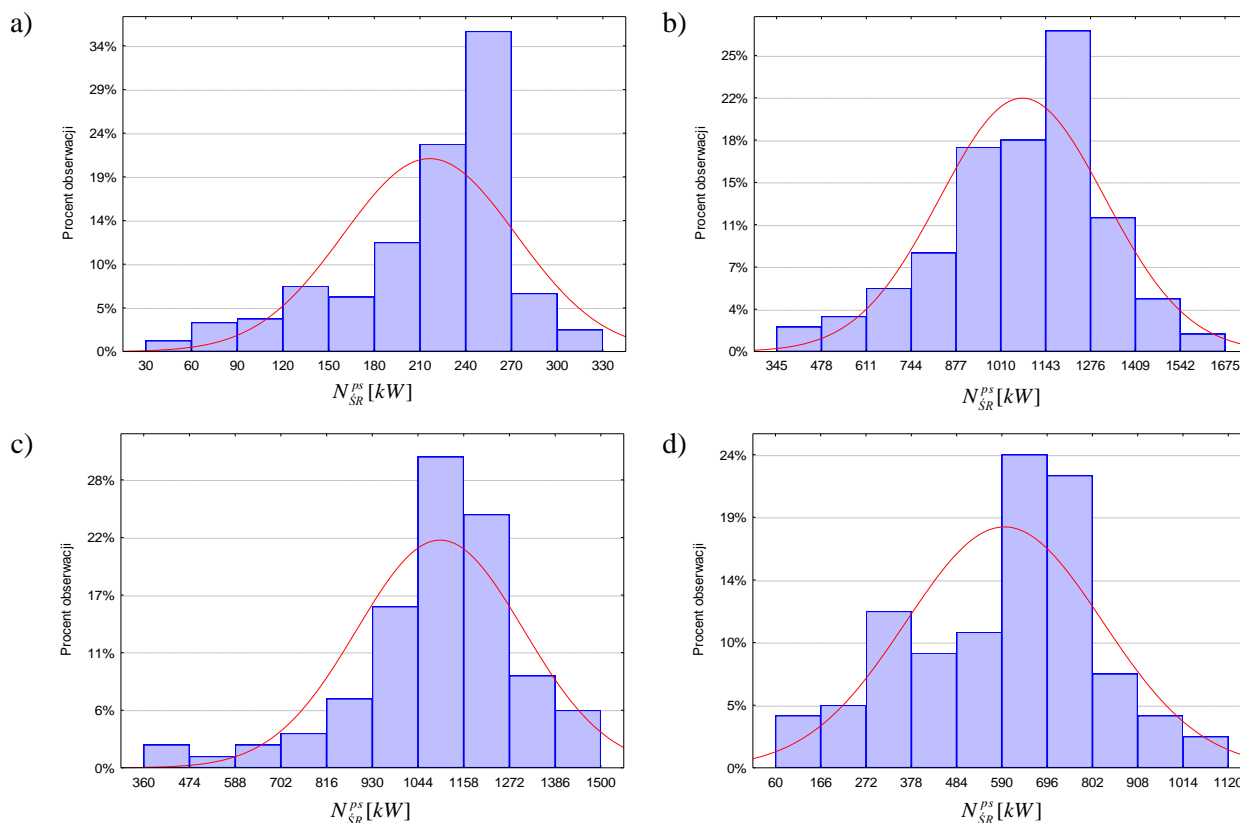 a)
Procent obserwacji
34%
29%
24%
19%
14%
10%
5%
0%
30 60 90 120 150 180 210 240 270 300 330
N_{ŚR}^{ps} [kW]
b)
Procent obserwacji
25%
22%
18%
15%
11%
7%
4%
0%
345 478 611 744 877 1010 1143 1276 1409 1542 1675
N_{ŚR}^{ps} [kW]
c)
Procent obserwacji
28%
22%
17%
11%
6%
0%
360 474 588 702 816 930 1044 1158 1272 1386 1500
N_{ŚR}^{ps} [kW]
d)
Procent obserwacji
24%
19%
14%
10%
5%
0%
60 166 272 378 484 590 696 802 908 1014 1120
N_{ŚR}^{ps} [kW]